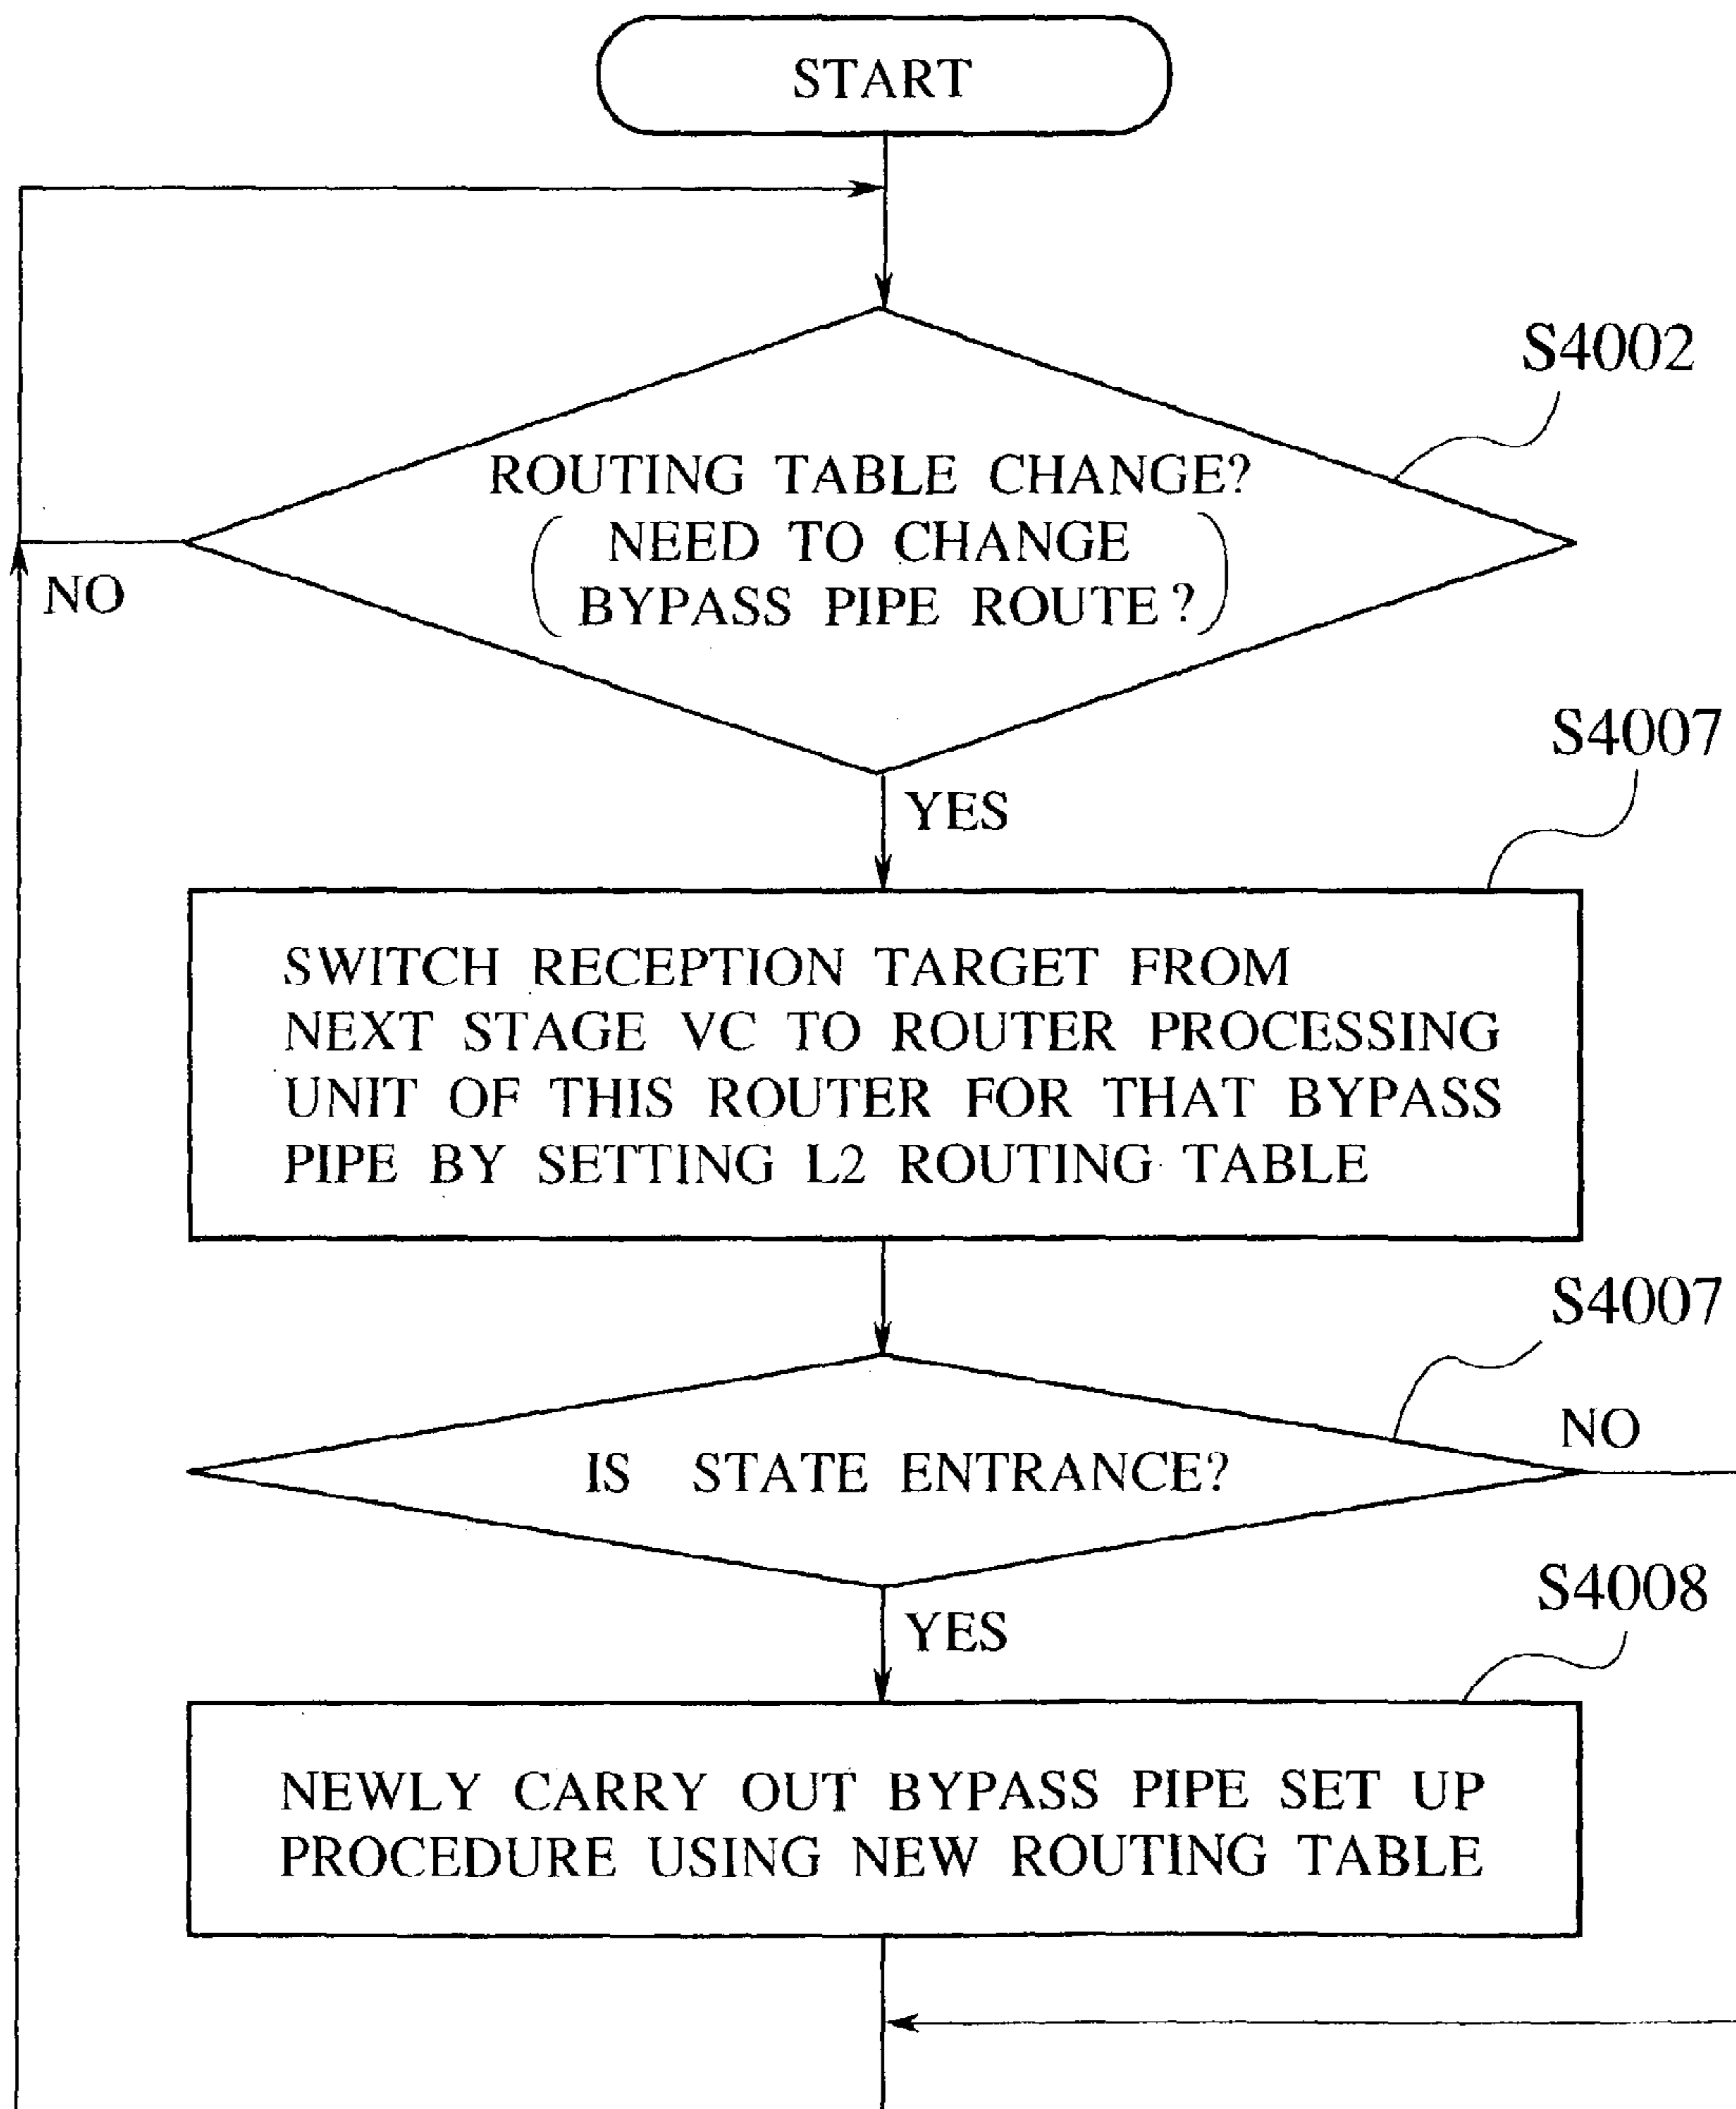 START
S4002
ROUTING TABLE CHANGE?
( NEED TO CHANGE
BYPASS PIPE ROUTE ? )
NO
S4007
YES
SWITCH RECEPTION TARGET FROM
NEXT STAGE VC TO ROUTER PROCESSING
UNIT OF THIS ROUTER FOR THAT BYPASS
PIPE BY SETTING L2 ROUTING TABLE
S4007
NO
IS STATE ENTRANCE?
S4008
YES
NEWLY CARRY OUT BYPASS PIPE SET UP
PROCEDURE USING NEW ROUTING TABLE